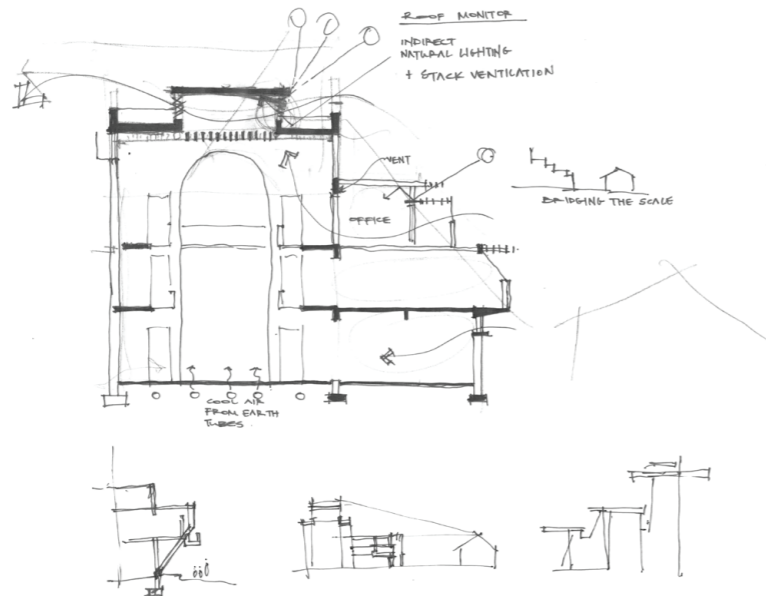 ROOF MONITOR
INDIRECT
NATURAL LIGHTING
+ STACK VENTILATION
VENT
OFFICE
BRIDGING THE SCALE
COOL AIR
FROM EARTH
TUBES.